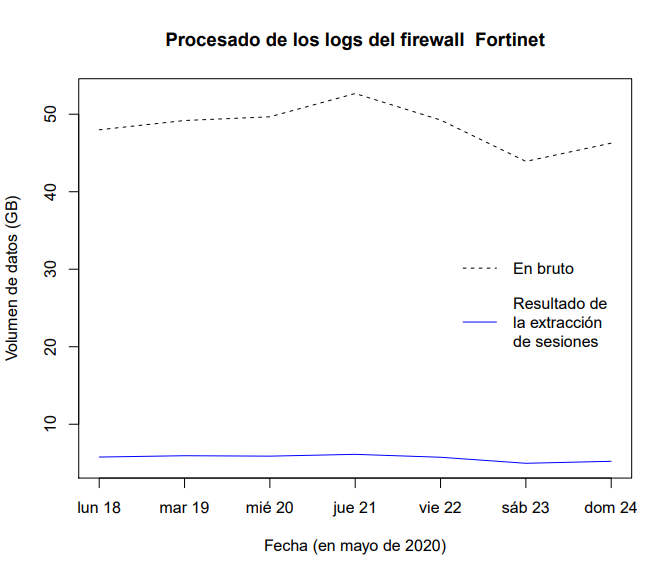 Procesado de los logs del firewall  Fortinet
Volumen de datos (GB)
50
40
30
20
10
En bruto
Resultado de
la extracción
de sesiones
lun 18 mar 19 mié 20 jue 21 vie 22 sáb 23 dom 24
Fecha (en mayo de 2020)